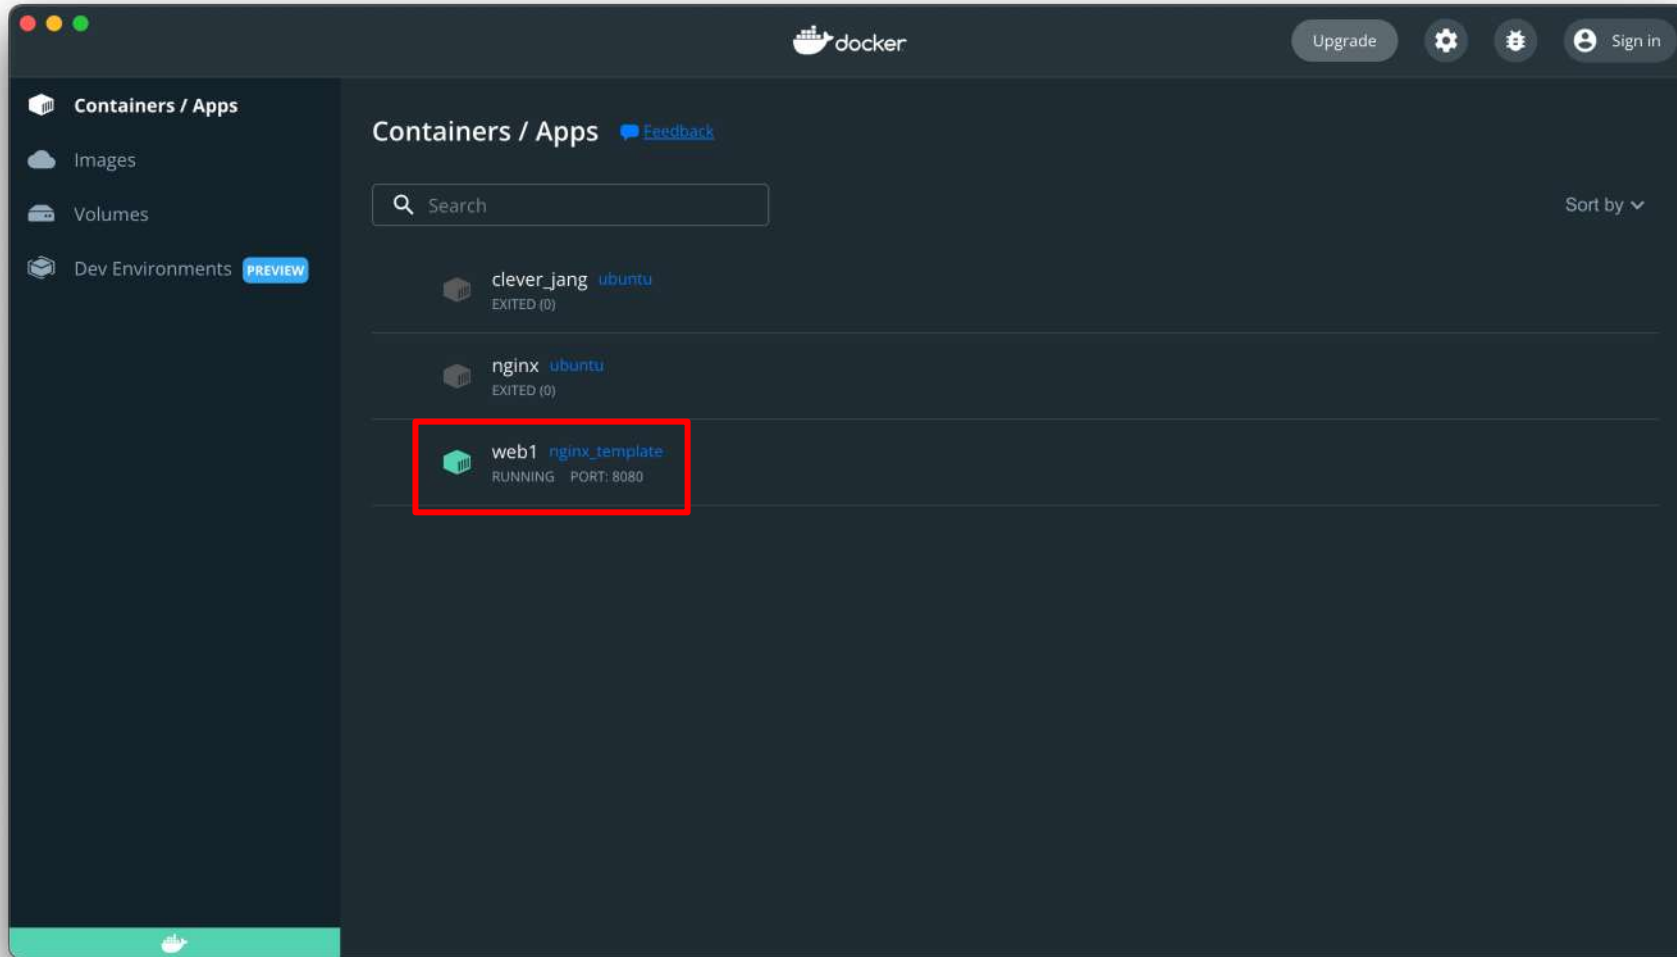 docker
Upgrade
Sign in
Containers / Apps
Images
Volumes
Dev Environments PREVIEW
Containers / Apps Feedback
Search
Sort by
clever_jang ubuntu
EXITED (0)
nginx ubuntu
EXITED (0)
web1 nginx_template
RUNNING PORT: 8080